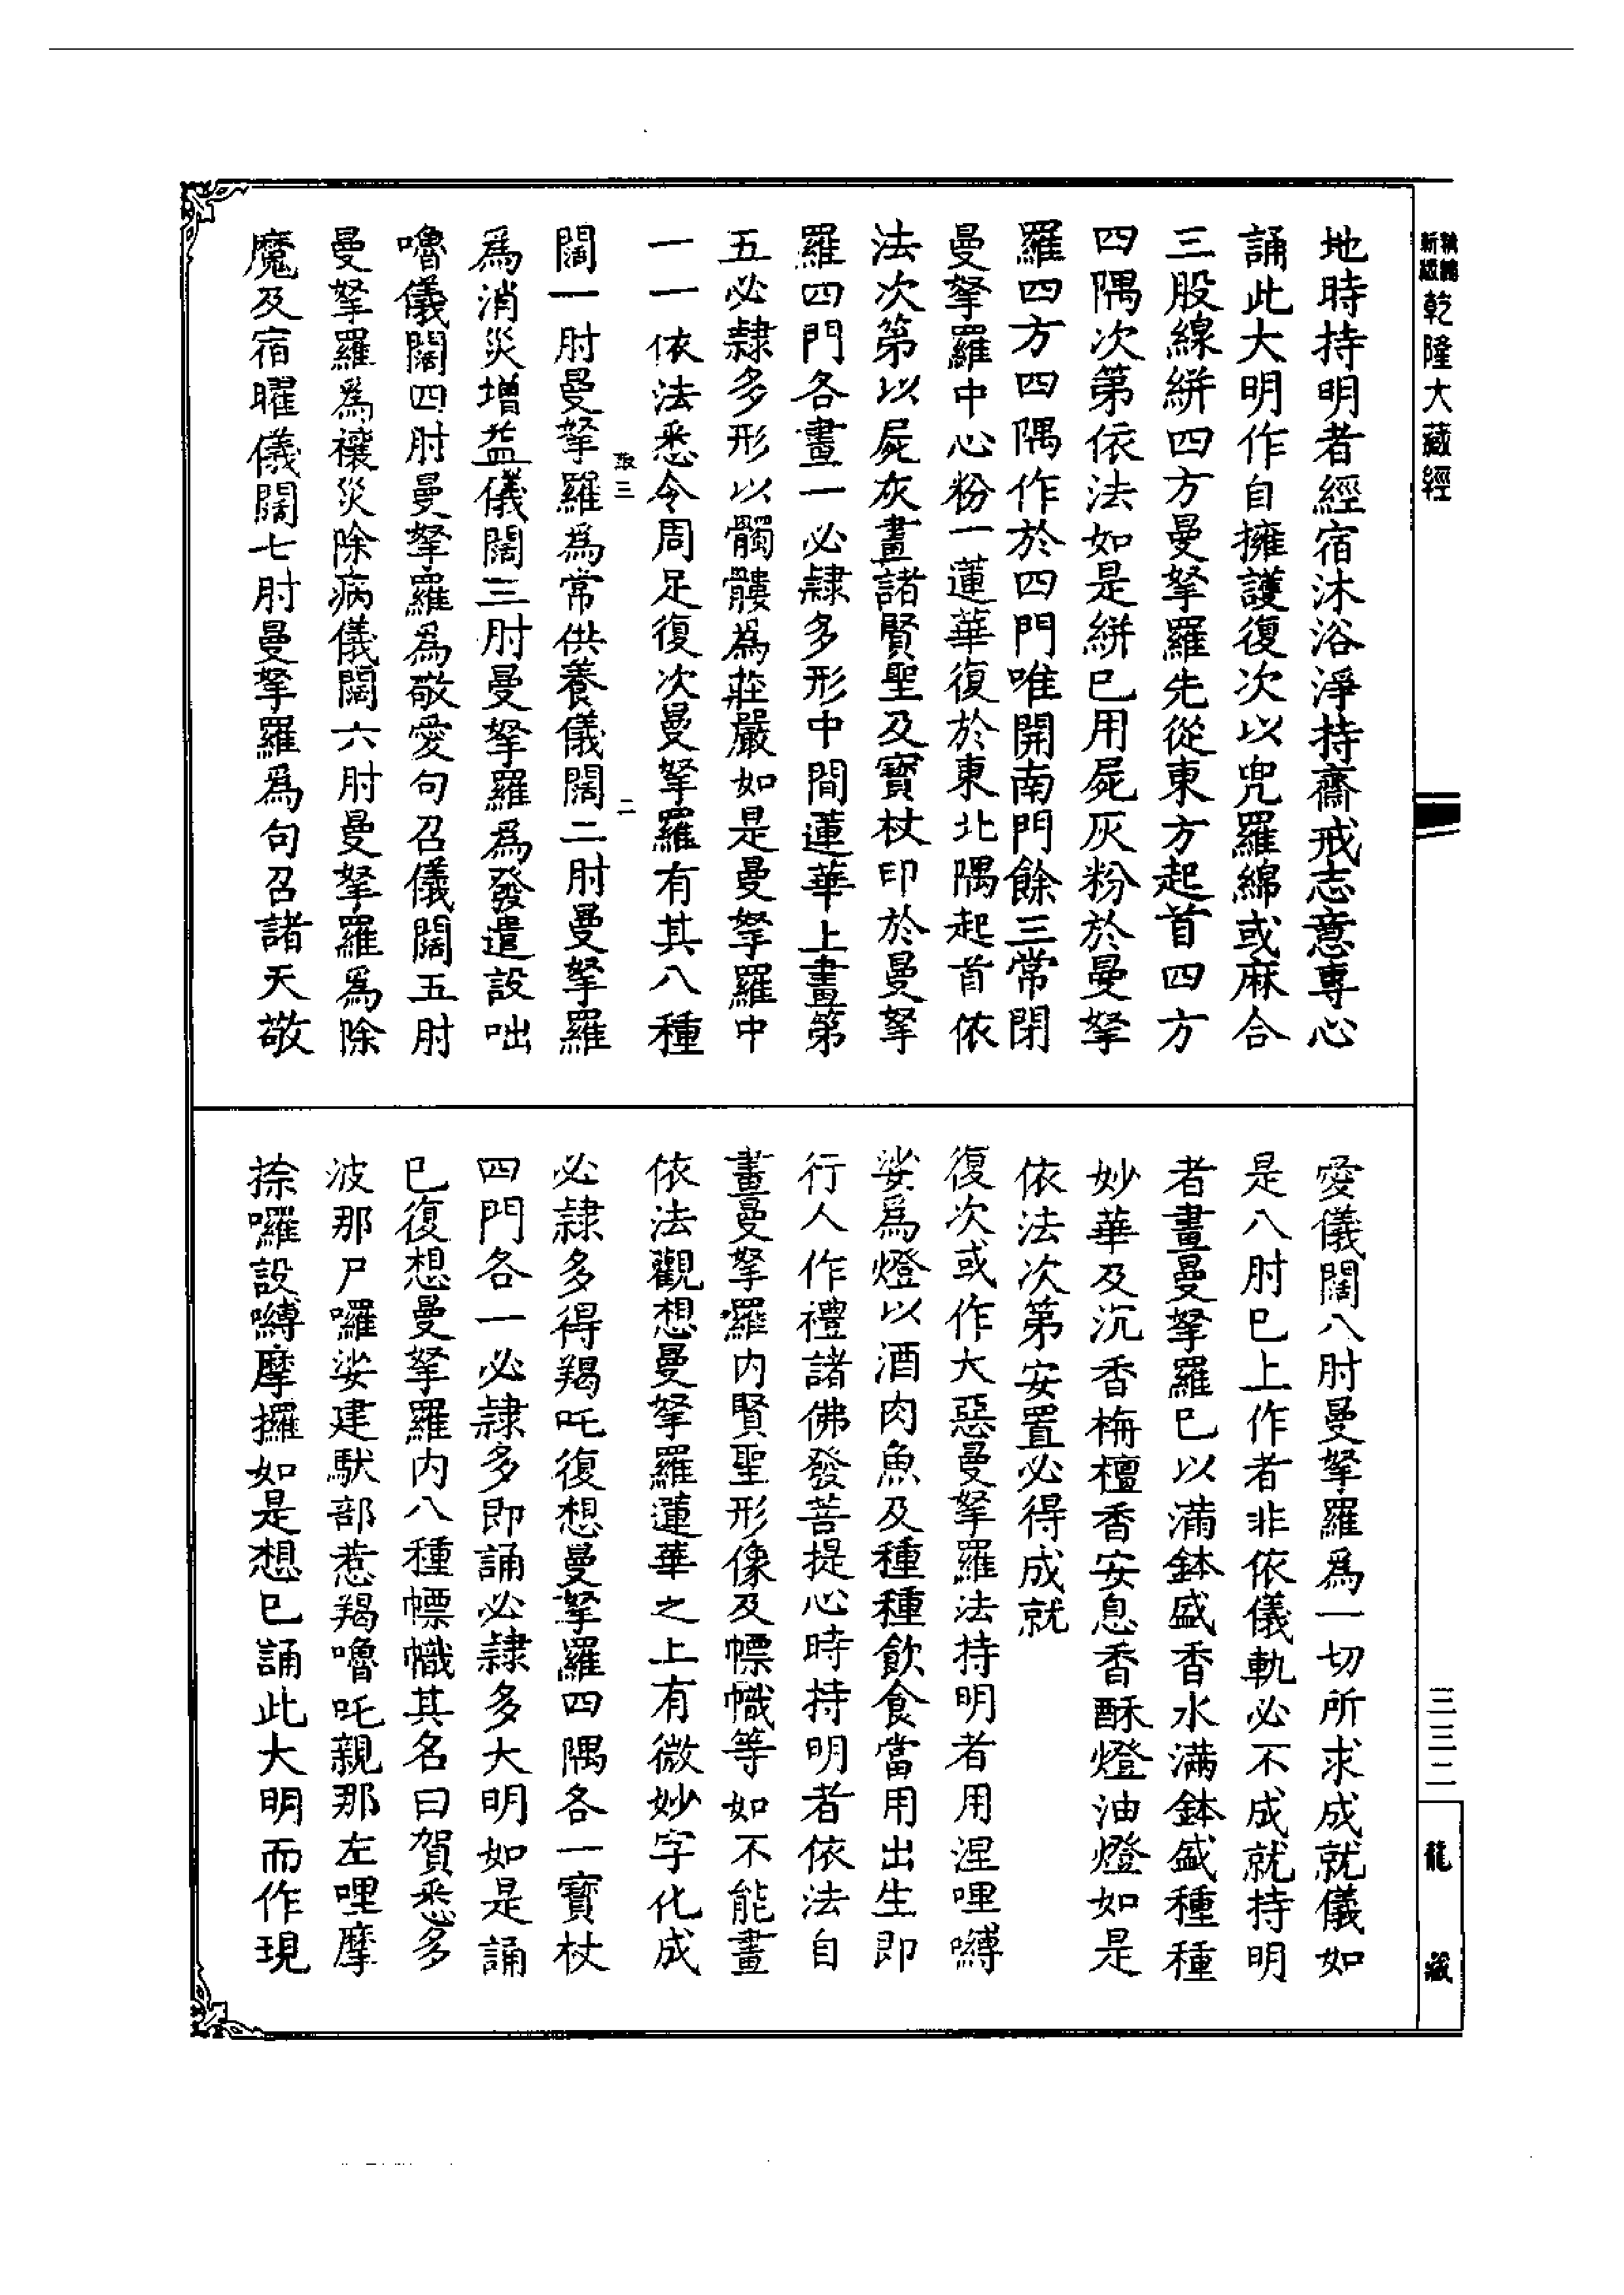 乾隆大藏經
地時持明者經宿沐浴淨持齋戒志意專心
誦此大明作自擁護復次以兜羅綿或麻合
三股線絣四方曼拏羅先從東方起首四方
四隅次第依法如是絣已用屍灰粉於曼拏
羅四方四隅作於四門唯開南門餘三常閉
曼拏羅中心粉一蓮華復於東北隅起首依
法次第以屍灰畫諸賢聖及寶杖印於曼拏
羅四門各畫一必隸多形中間蓮華上畫第
五必隸多形以髑髏為莊嚴如是曼拏羅中
一一依法悉令周足復次曼拏羅有其八種
三
二
闊一肘曼拏羅為常供養儀闊二肘曼拏羅
為消災增益儀闊三肘曼拏羅為發遣設咄
嚕儀闊四肘曼拏羅為敬愛句召儀闊五肘
曼拏羅為禳災除病儀闊六肘曼拏羅為除
魔及宿曜儀闊七肘曼拏羅為句召諸天敬
愛儀闊八肘曼拏羅為一切所求成就儀如
是八肘已上作者非依儀軌必不成就持明
者畫曼拏羅已以滿鉢盛香水滿鉢盛種種
妙華及沉香栴檀香安息香酥燈油燈如是
依法次第安置必得成就
復次或作大惡曼拏羅法持明者用涅哩嚩
娑為燈以酒肉魚及種種飲食當用出生即
行人作禮諸佛發菩提心時持明者依法自
畫曼拏羅內賢聖形像及幖幟等如不能畫
依法觀想曼拏羅蓮華之上有微妙字化成
必隸多得羯吒復想曼拏羅四隅各一寶杖
四門各一必隸多即誦必隸多大明如是誦
已復想曼拏羅內八種幖幟其名曰賀悉多
波那尸囉娑建馱部惹羯嚕吒親那左哩摩
捺囉設嚩摩攞如是想已誦此大明而作現
三三二
龍
藏